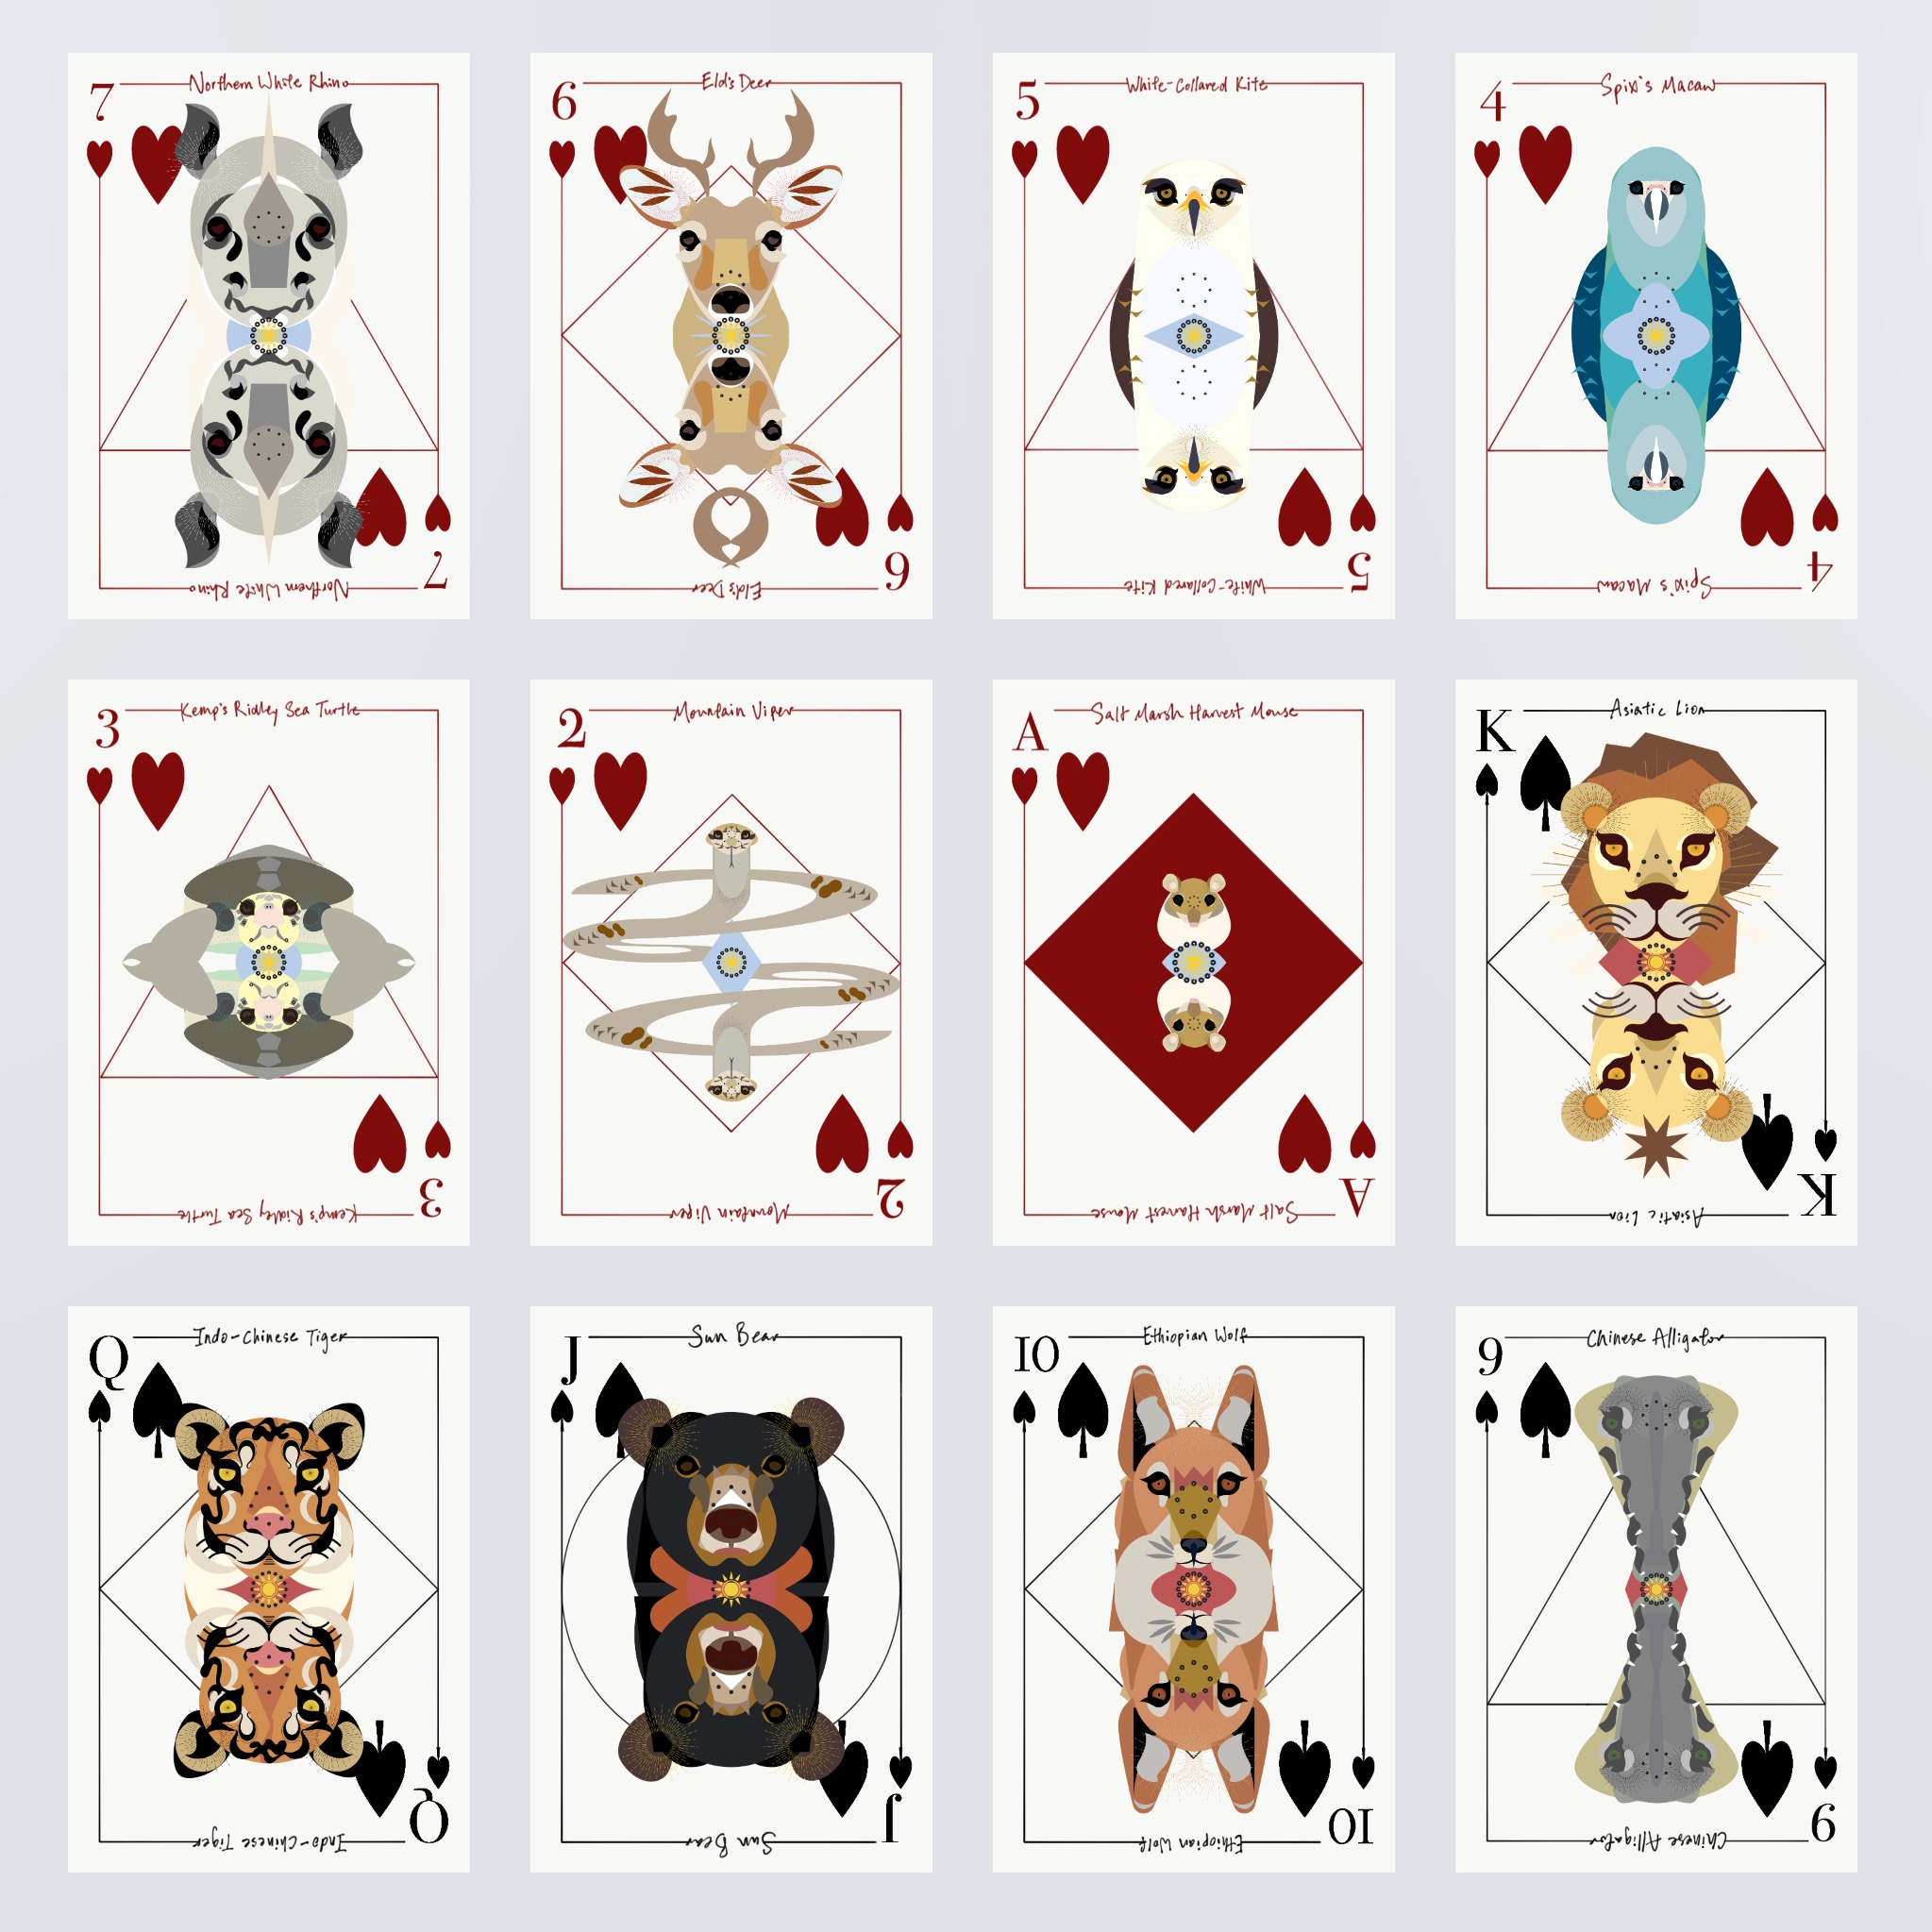 7
Northern White Rhino
Northern White Rhino
7
6
Eld's Deer
Eld's Deer
6
5
White-Collared Kite
White-Collared Kite
5
4
Spix's Macaw
Spix's Macaw
4
3
Kemp's Ridley Sea Turtle
Kemp's Ridley Sea Turtle
3
2
Mountain Viper
Mountain Viper
2
A
Salt Marsh Harvest Mouse
Salt Marsh Harvest Mouse
A
K
Asiatic Lion
Asiatic Lion
K
Q
Indo-Chinese Tiger
Indo-Chinese Tiger
Q
J
Sun Bear
Sun Bear
J
10
Ethiopian Wolf
Ethiopian Wolf
10
9
Chinese Alligator
Chinese Alligator
9